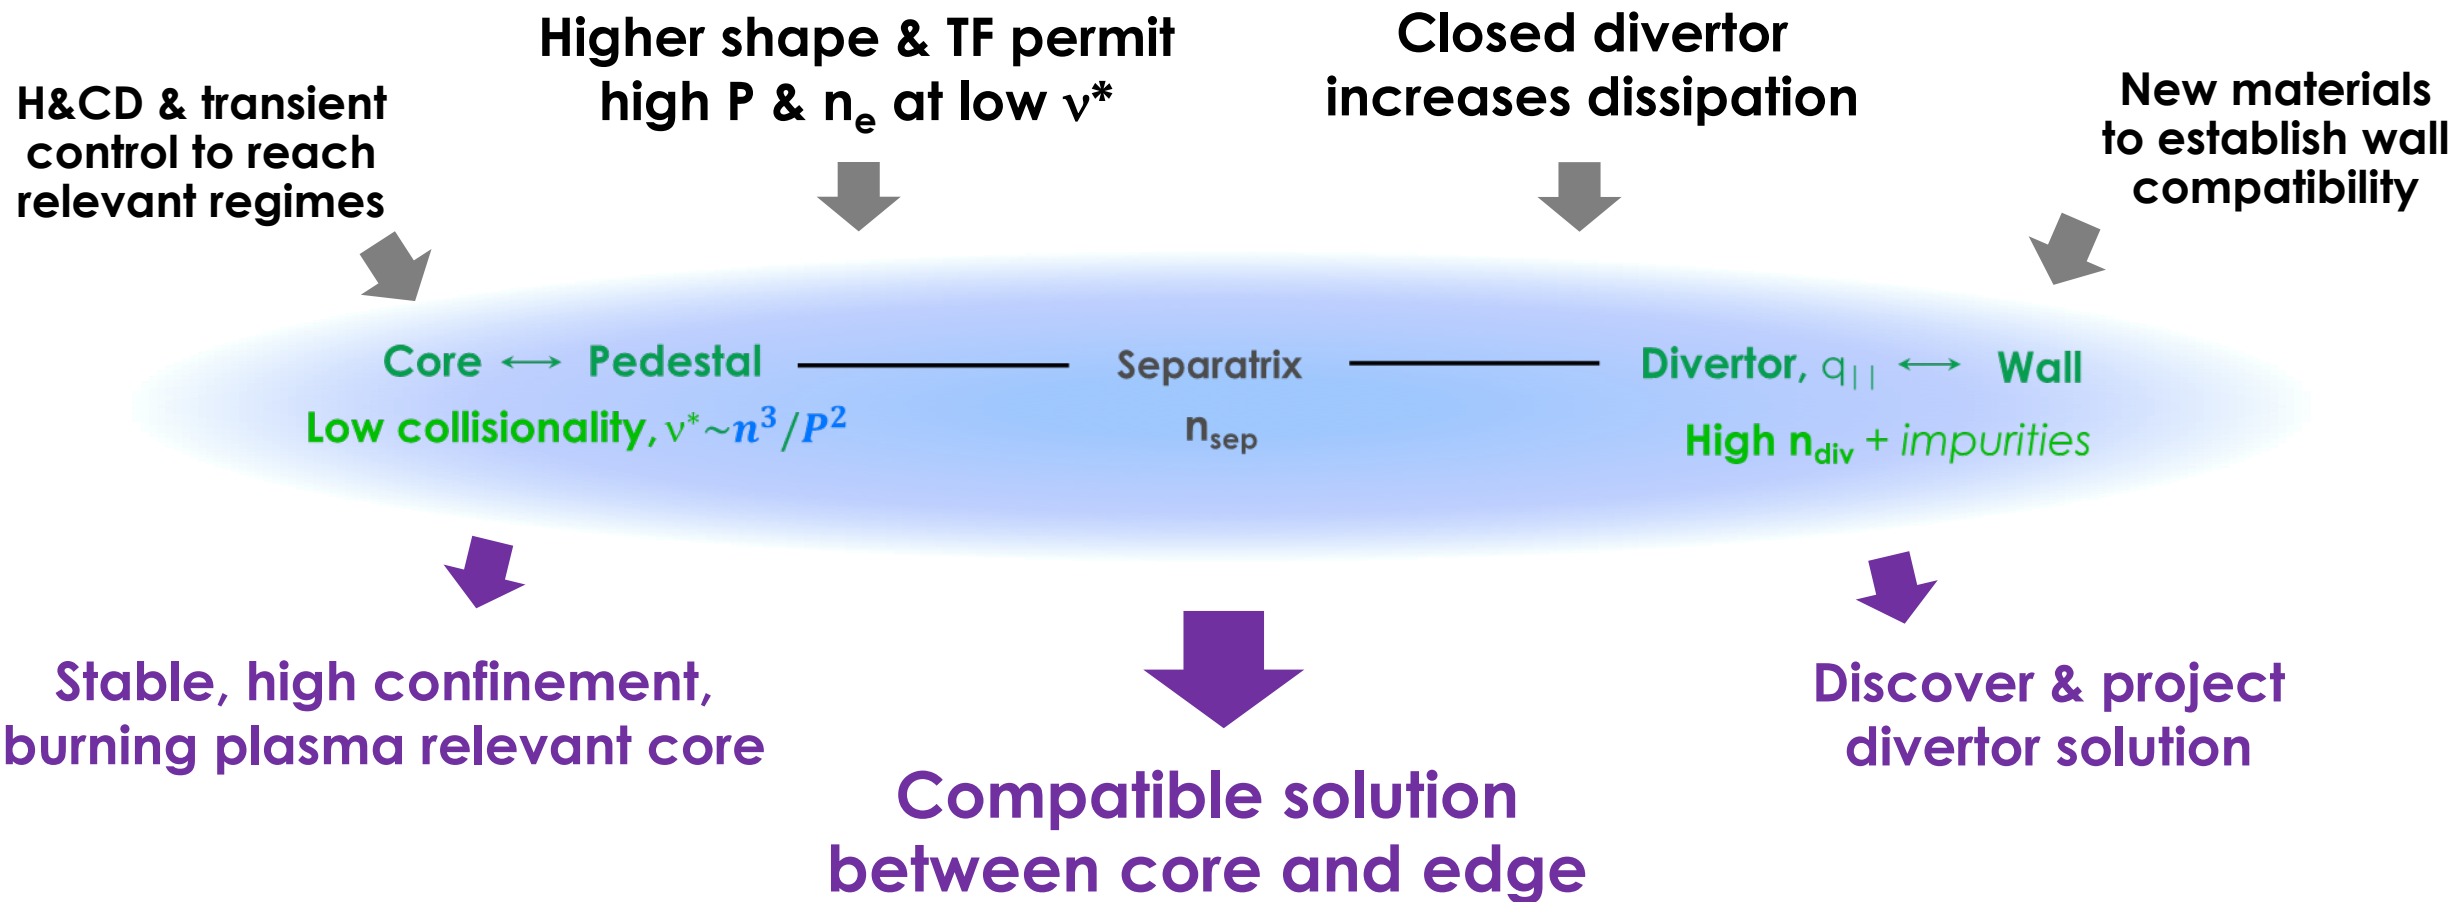 H&CD & transient
control to reach
relevant regimes
Higher shape & TF permit
high P & nₑ at low ν*
Closed divertor
increases dissipation
New materials
to establish wall
compatibility
Core ⟷ Pedestal
Separatrix
Divertor, q||  ⟷ Wall
Low collisionality, ν*~n³/P²
n_sep
High n_div + impurities
Stable, high confinement,
burning plasma relevant core
Compatible solution
between core and edge
Discover & project
divertor solution